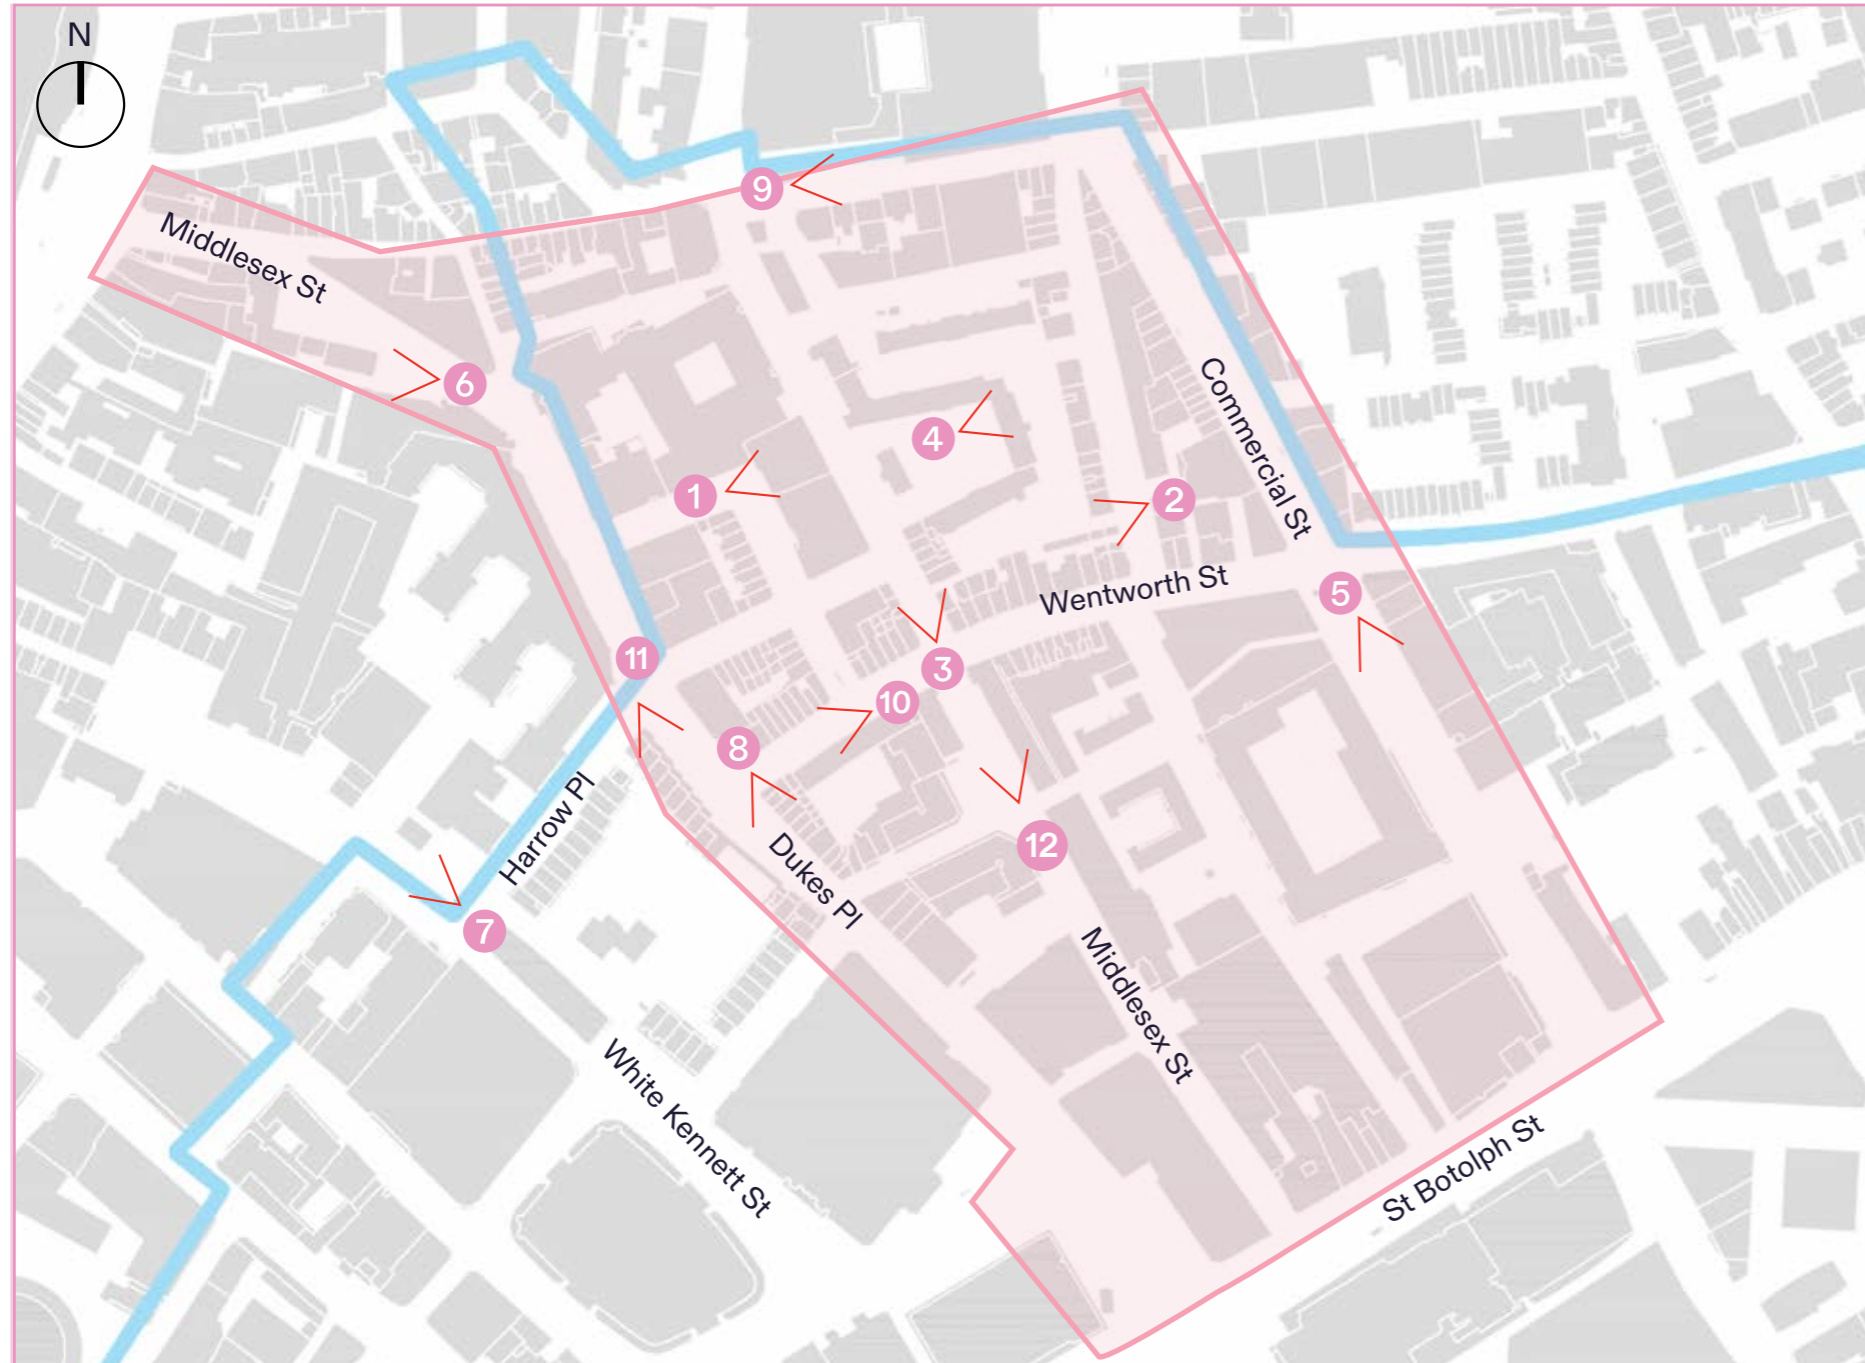 N
Middlesex St
9
6
Commercial St
4
1
2
Wentworth St
5
11
3
10
8
Harrow Pl
12
Dukes Pl
7
Middlesex St
White Kennett St
St Botolph St